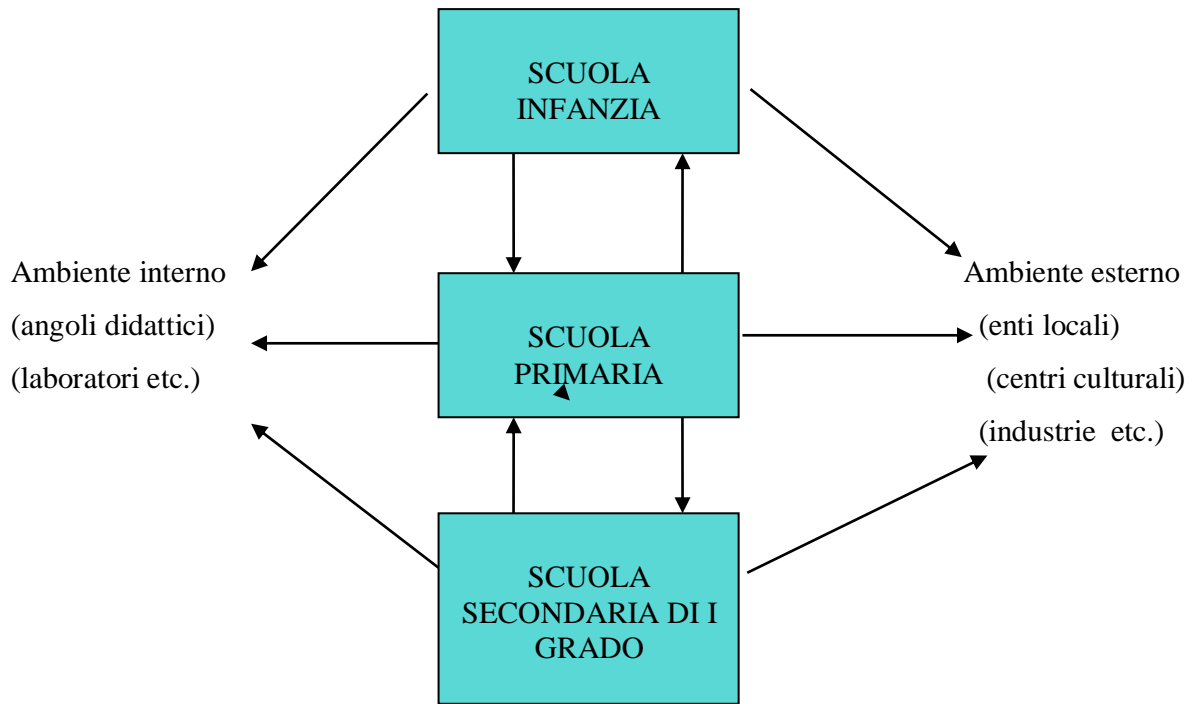 SCUOLA
INFANZIA
Ambiente interno
(angoli didattici)
(laboratori etc.)
SCUOLA
PRIMARIA
Ambiente esterno
(enti locali)
(centri culturali)
(industrie etc.)
SCUOLA
SECONDARIA DI I
GRADO